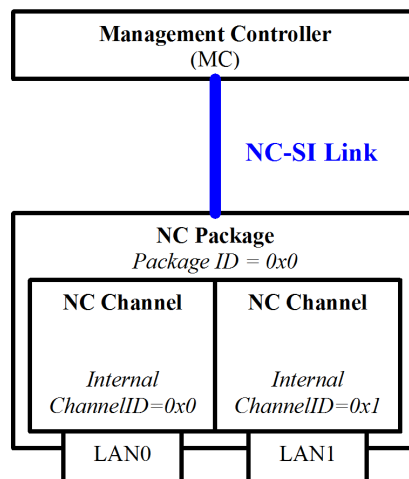 Management Controller
(MC)
NC-SI Link
NC Package
Package ID = 0x0
NC Channel
Internal
ChannelID=0x0
NC Channel
Internal
ChannelID=0x1
LAN0
LAN1